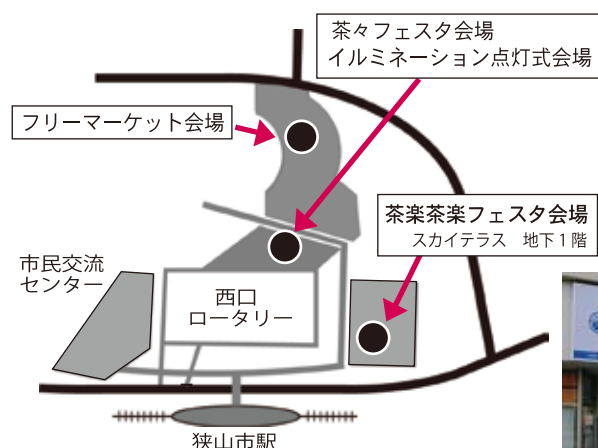 茶々フェスタ会場
イルミネーション点灯式会場
フリーマーケット会場
茶楽茶楽フェスタ会場
スカイテラス　地下１階
市民交流
センター
西口
ロータリー
狭山市駅